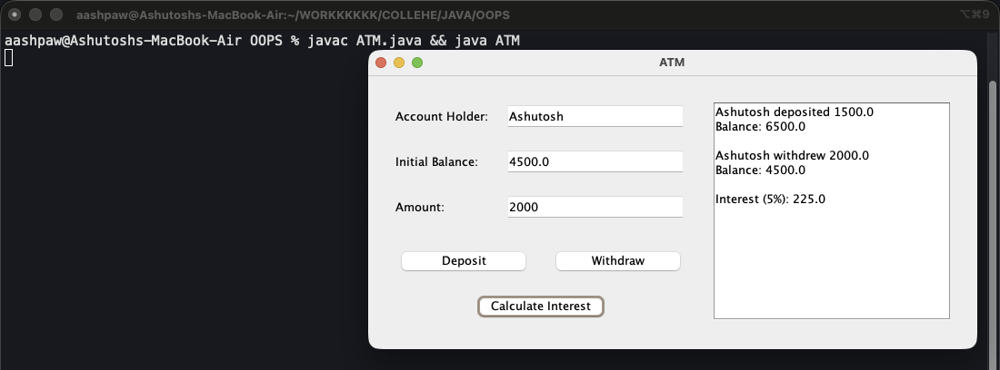 aashpaw@Ashutoshs-MacBook-Air:~/WORKKKKKK/COLLEHE/JAVA/OOPS
⌥⌘9
aashpaw@Ashutoshs-MacBook-Air OOPS % javac ATM.java && java ATM
ATM
Account Holder: Ashutosh
Initial Balance: 4500.0
Amount: 2000
Deposit Withdraw
Calculate Interest
Ashutosh deposited 1500.0
Balance: 6500.0
Ashutosh withdrew 2000.0
Balance: 4500.0
Interest (5%): 225.0